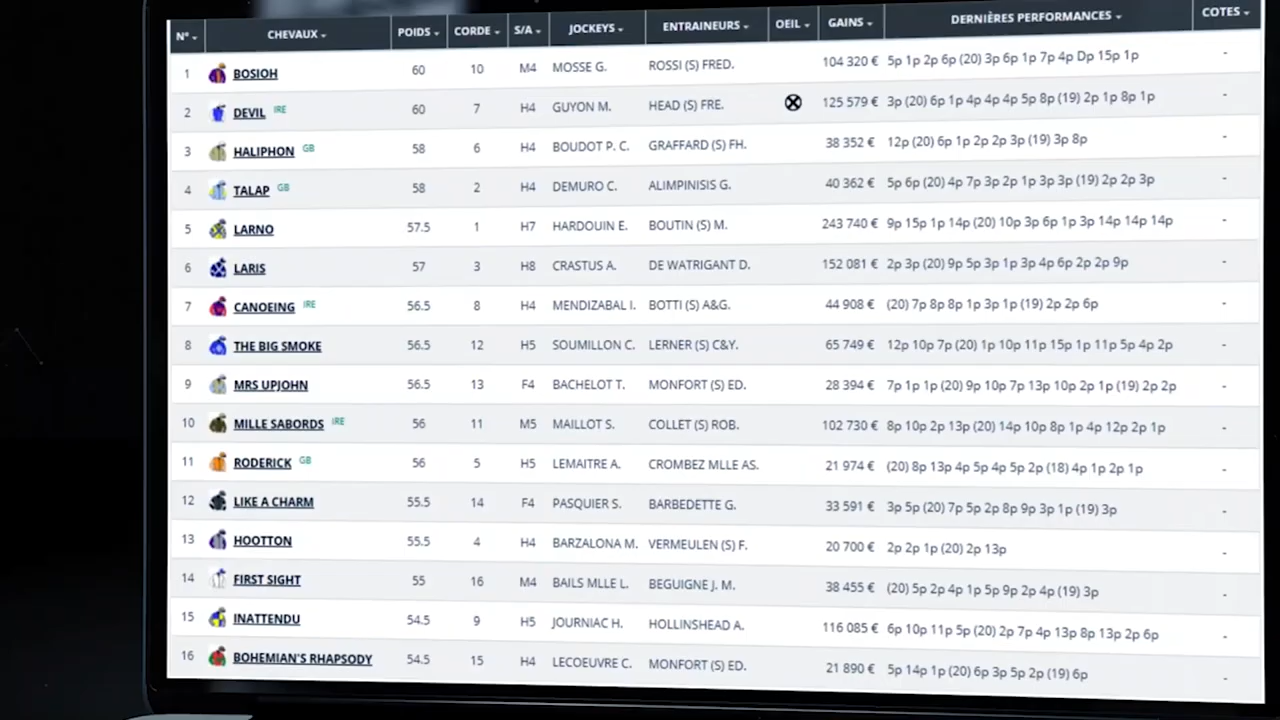 N° CHEVAUX POIDS CORDE S/A JOCKEYS ENTRAINEURS OEIL GAINS DERNIÈRES PERFORMANCES COTES
1 BOSIOH 60 10 M4 MOSSE G. ROSSI (S) FRED. 104 320 € 5p 1p 2p 6p (20) 3p 6p 1p 7p 4p Dp 15p 1p -
2 DEVIL IRE 60 7 H4 GUYON M. HEAD (S) FRE. 125 579 € 3p (20) 6p 1p 4p 4p 4p 5p 8p (19) 2p 1p 8p 1p -
3 HALIPHON GB 58 6 H4 BOUDOT P. C. GRAFFARD (S) FH. 38 352 € 12p (20) 6p 1p 2p 2p 3p (19) 3p 8p -
4 TALAP GB 58 2 H4 DEMURO C. ALIMPINISIS G. 40 362 € 5p 6p (20) 4p 7p 3p 2p 1p 3p 3p (19) 2p 2p 3p -
5 LARNO 57.5 1 H7 HARDOUIN E. BOUTIN (S) M. 243 740 € 9p 15p 1p 14p (20) 10p 3p 6p 1p 3p 14p 14p 14p -
6 LARIS 57 3 H8 CRASTUS A. DE WATRIGANT D. 152 081 € 2p 3p (20) 9p 5p 3p 1p 3p 4p 6p 2p 2p 9p -
7 CANOEING IRE 56.5 8 H4 MENDIZABAL I. BOTTI (S) A&G. 44 908 € (20) 7p 8p 8p 1p 3p 1p (19) 2p 2p 6p -
8 THE BIG SMOKE 56.5 12 H5 SOUMILLON C. LERNER (S) C&Y. 65 749 € 12p 10p 7p (20) 1p 10p 11p 15p 1p 11p 5p 4p 2p -
9 MRS UPJOHN 56.5 13 F4 BACHELOT T. MONFORT (S) ED. 28 394 € 7p 1p 1p (20) 9p 10p 7p 13p 10p 2p 1p (19) 2p 2p -
10 MILLE SABORDS IRE 56 11 M5 MAILLOT S. COLLET (S) ROB. 102 730 € 8p 10p 2p 13p (20) 14p 10p 8p 1p 4p 12p 2p 1p -
11 RODERICK GB 56 5 H5 LEMAITRE A. CROMBEZ MLLE AS. 21 974 € (20) 8p 13p 4p 5p 4p 5p 2p (18) 4p 1p 2p 1p -
12 LIKE A CHARM 55.5 14 F4 PASQUIER S. BARBEDETTE G. 33 591 € 3p 5p (20) 7p 5p 2p 8p 9p 3p 1p (19) 3p -
13 HOOTTON 55.5 4 H4 BARZALONA M. VERMEULEN (S) F. 20 700 € 2p 2p 1p (20) 2p 13p -
14 FIRST SIGHT 55 16 M4 BAILS MLLE L. BEGUIGNE J. M. 38 455 € (20) 5p 2p 4p 1p 5p 9p 2p 4p (19) 3p -
15 INATTENDU 54.5 9 H5 JOURNIAC H. HOLLINSHEAD A. 116 085 € 6p 10p 11p 5p (20) 2p 7p 4p 13p 8p 13p 2p 6p -
16 BOHEMIAN'S RHAPSODY 54.5 15 H4 LECOEUVRE C. MONFORT (S) ED. 21 890 € 5p 14p 1p (20) 6p 3p 5p 2p (19) 6p -